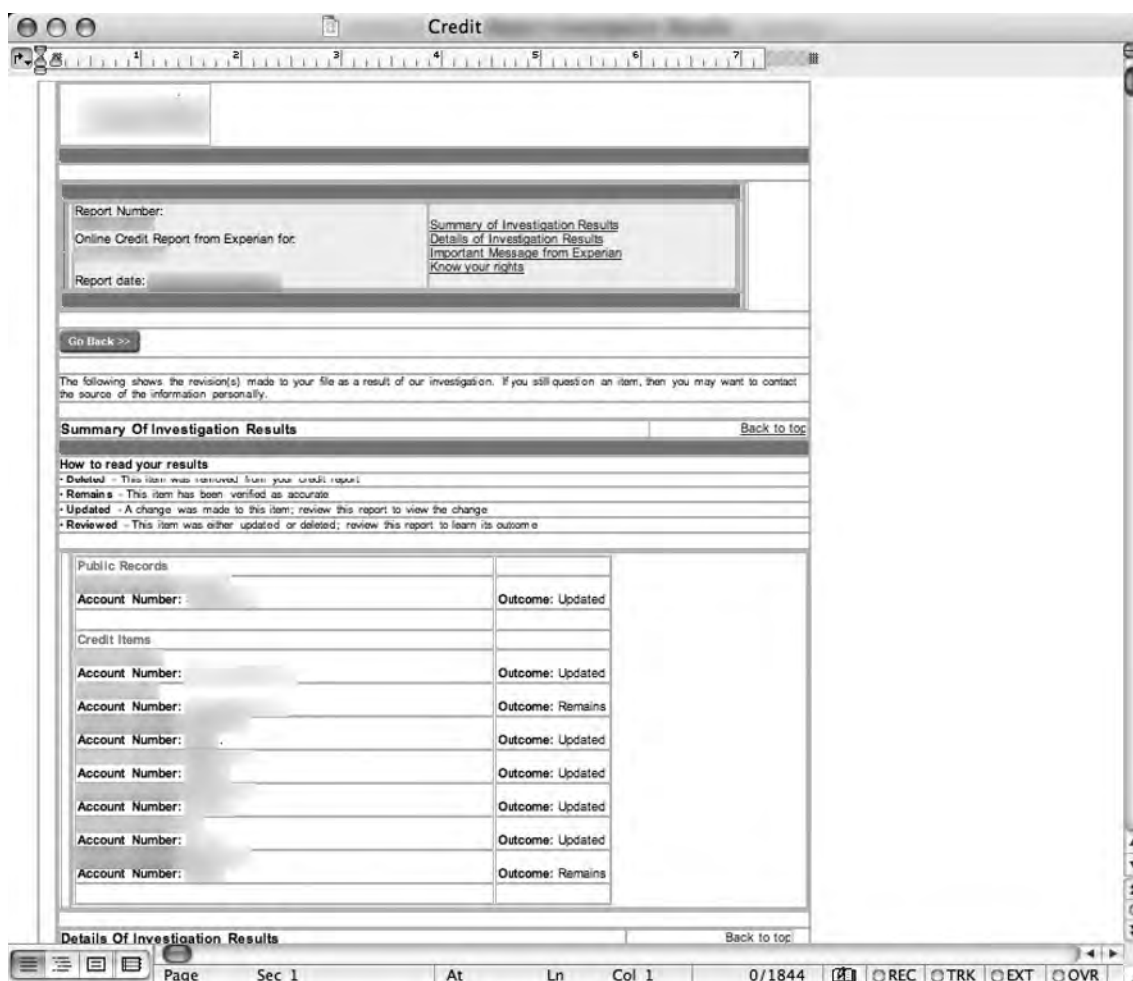 Credit
1 2 3 4 5 6 7
Report Number:
Online Credit Report from Experian for:
Report date:
Summary of Investigation Results
Details of Investigation Results
Important Message from Experian
Know your rights
Go Back >>
The following shows the revision(s) made to your file as a result of our investigation. If you still question an item, then you may want to contact
the source of the information personally.
Summary Of Investigation Results Back to top
How to read your results
• Deleted - This item was removed from your credit report
• Remains - This item has been verified as accurate
• Updated - A change was made to this item; review this report to view the change
• Reviewed - This item was either updated or deleted; review this report to learn its outcome
Public Records
Account Number: Outcome: Updated
Credit Items
Account Number: Outcome: Updated
Account Number: Outcome: Remains
Account Number: Outcome: Updated
Account Number: Outcome: Updated
Account Number: Outcome: Updated
Account Number: Outcome: Updated
Account Number: Outcome: Remains
Details Of Investigation Results Back to top
Page Sec 1 At Ln Col 1 0/1844 REC TRK EXT OVR